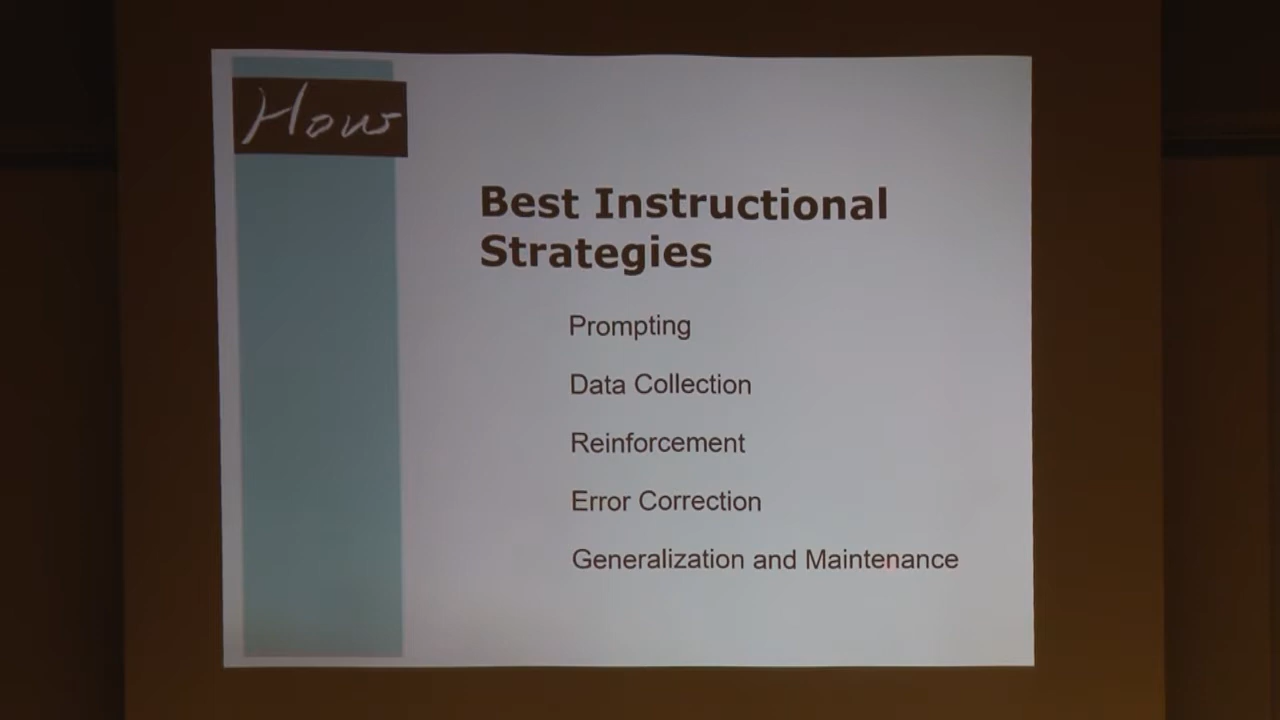 How
Best Instructional
Strategies
Prompting
Data Collection
Reinforcement
Error Correction
Generalization and Maintenance